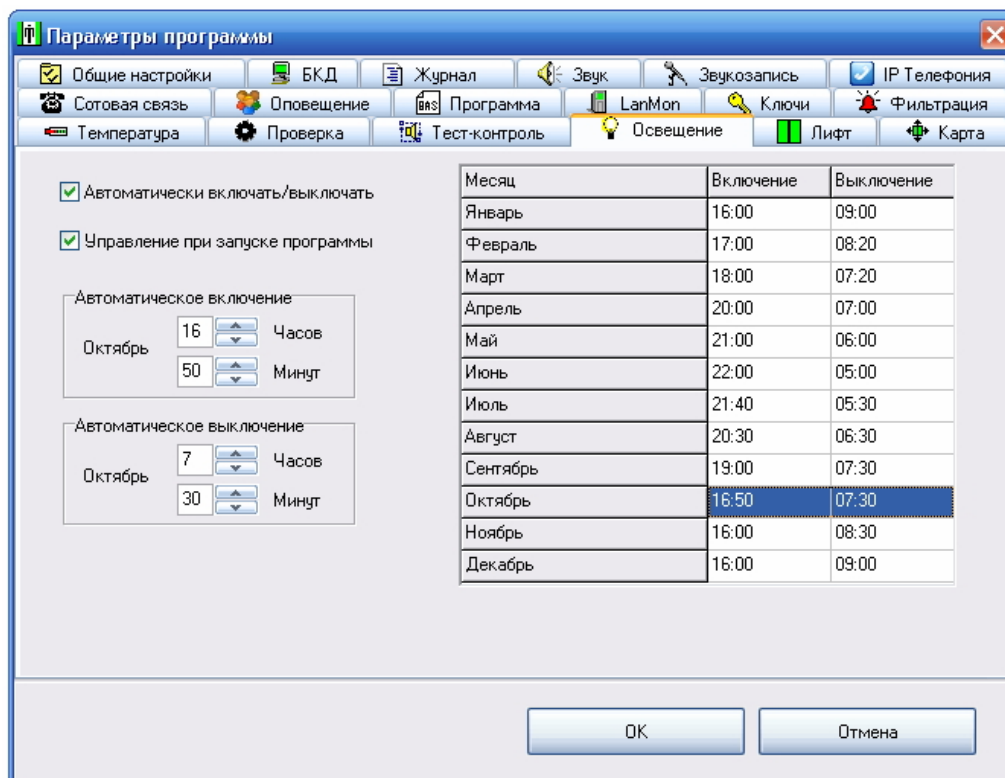 Параметры программы
Общие настройки БКД Журнал Звук Звукозапись IP Телефония
Сотовая связь Оповещение BAS Программа LanMon Ключи Фильтрация
Температура Проверка Тест-контроль Освещение Лифт Карта
Автоматически включать/выключать
Управление при запуске программы
Автоматическое включение
Октябрь 16 Часов
50 Минут
Автоматическое выключение
Октябрь 7 Часов
30 Минут
Месяц Включение Выключение
Январь 16:00 09:00
Февраль 17:00 08:20
Март 18:00 07:20
Апрель 20:00 07:00
Май 21:00 06:00
Июнь 22:00 05:00
Июль 21:40 05:30
Август 20:30 06:30
Сентябрь 19:00 07:30
Октябрь 16:50 07:30
Ноябрь 16:00 08:30
Декабрь 16:00 09:00
OK Отмена